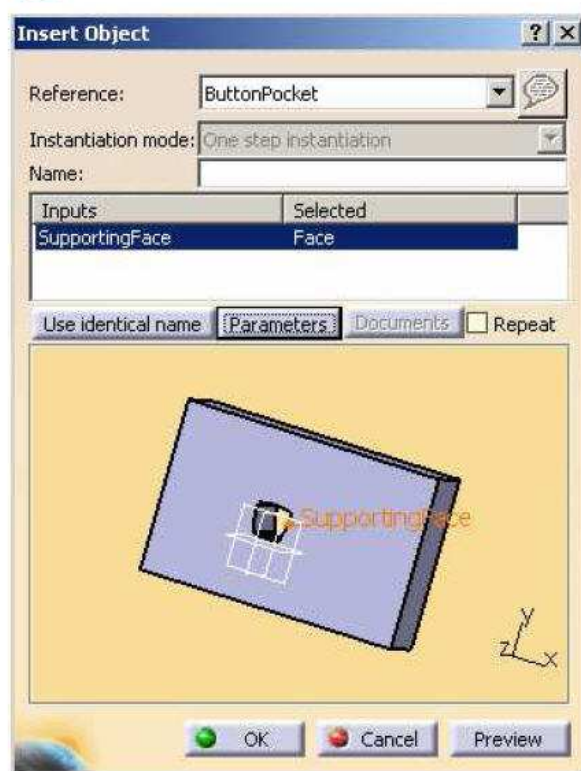 Insert Object
Reference: ButtonPocket
Instantiation mode: One step instantiation
Name:
Inputs Selected
SupportingFace Face
Use identical name Parameters Documents Repeat
SupportingFace
y
z x
OK Cancel Preview